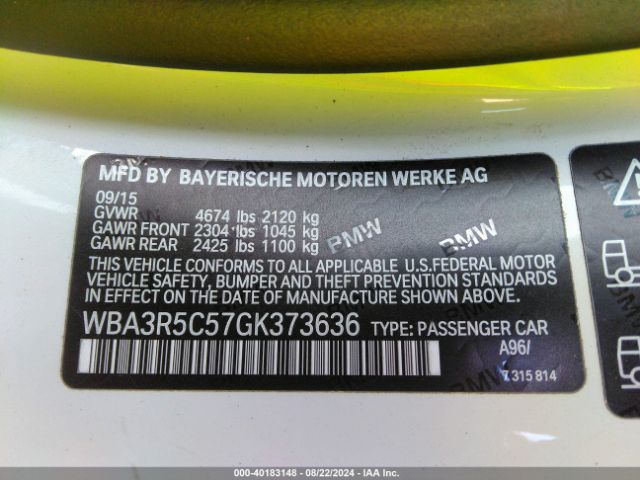 MFD BY BAYERISCHE MOTOREN WERKE AG
09/15
GVWR 4674 lbs 2120 kg
GAWR FRONT 2304 lbs 1045 kg
GAWR REAR 2425 lbs 1100 kg
BMW
THIS VEHICLE CONFORMS TO ALL APPLICABLE U.S.FEDERAL MOTOR
VEHICLE SAFETY, BUMPER AND THEFT PREVENTION STANDARDS IN
EFFECT ON THE DATE OF MANUFACTURE SHOWN ABOVE.
WBA3R5C57GK373636 TYPE: PASSENGER CAR
A96/
7 315 814
BMW
000-40183148 - 08/22/2024 - IAA Inc.